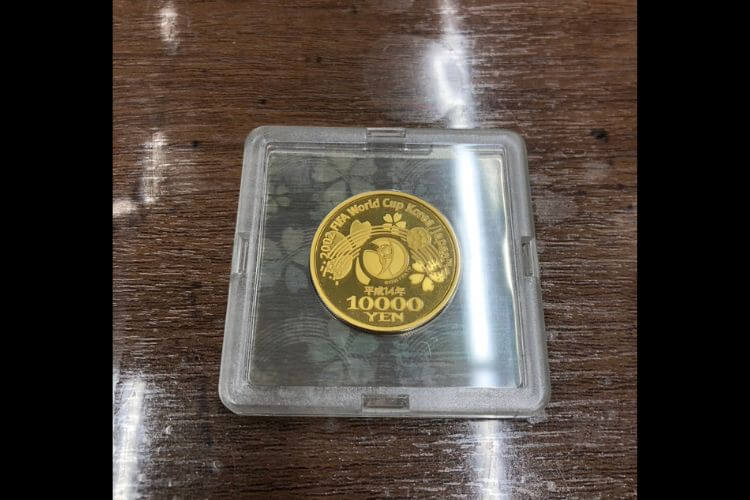 2002 FIFA World Cup Korea/Japan
平成14年
10000
YEN